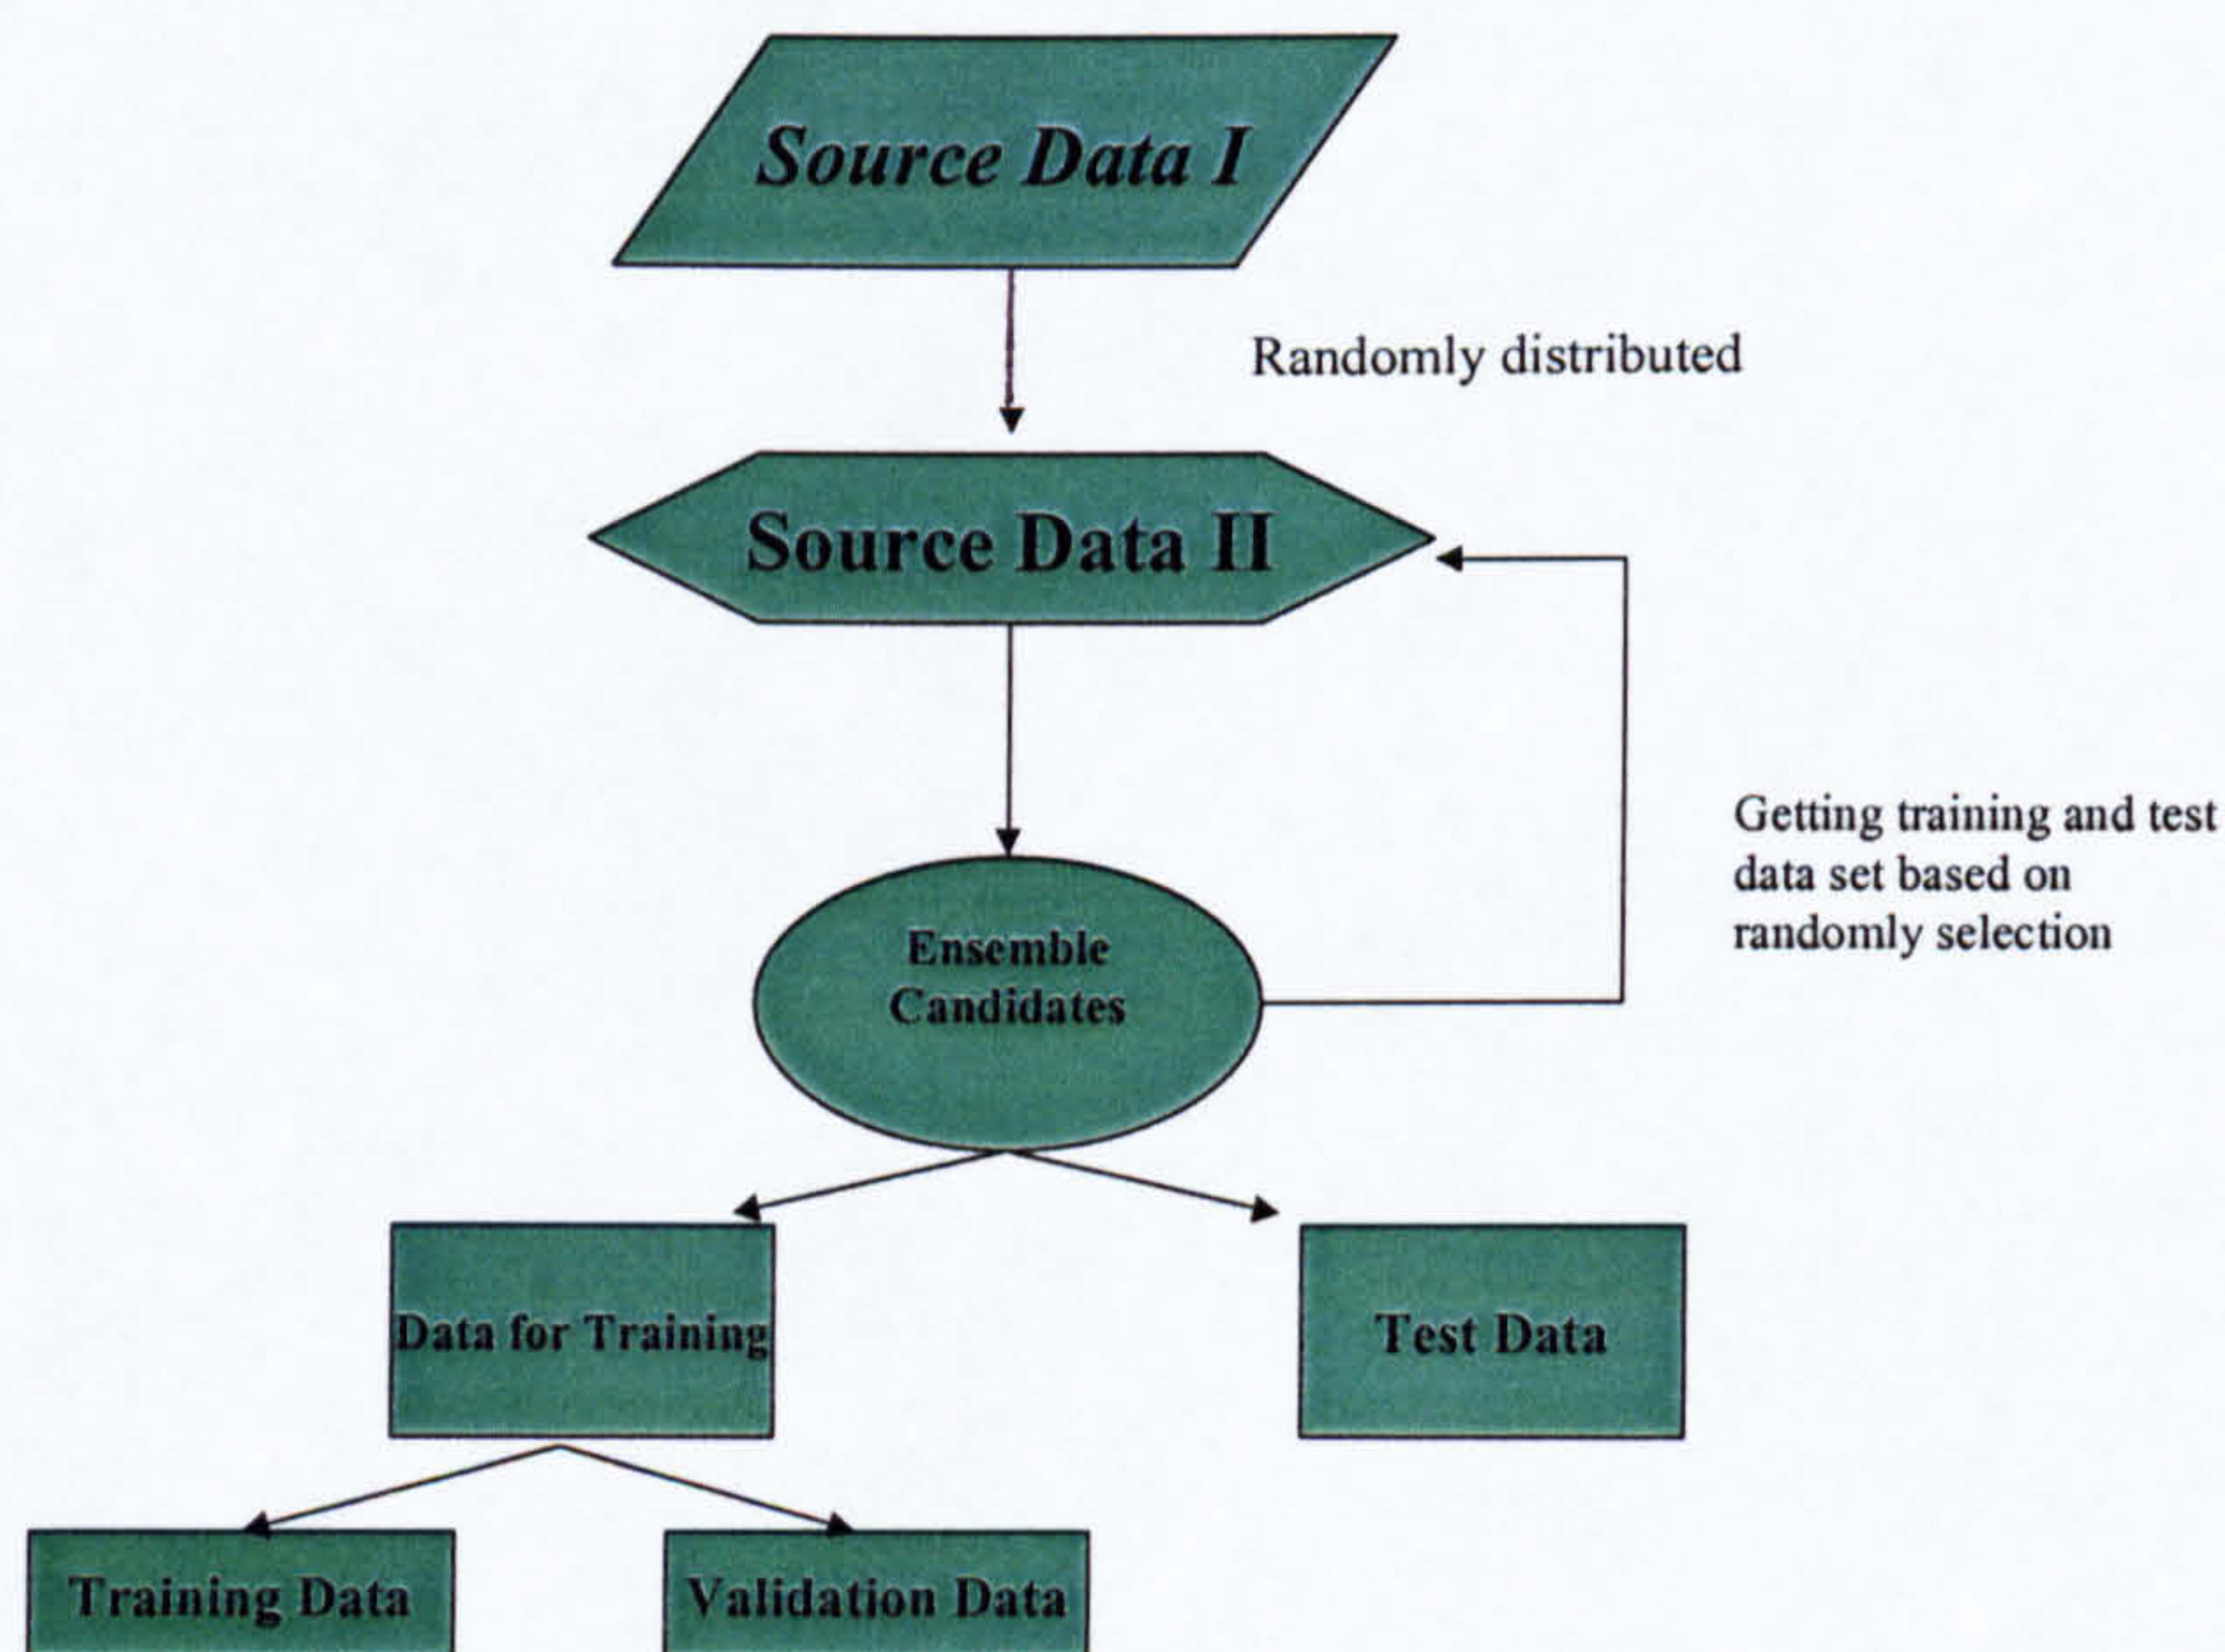 Source Data I
Randomly distributed
Source Data II
Getting training and test
data set based on
randomly selection
Ensemble
Candidates
Data for Training
Test Data
Training Data
Validation Data